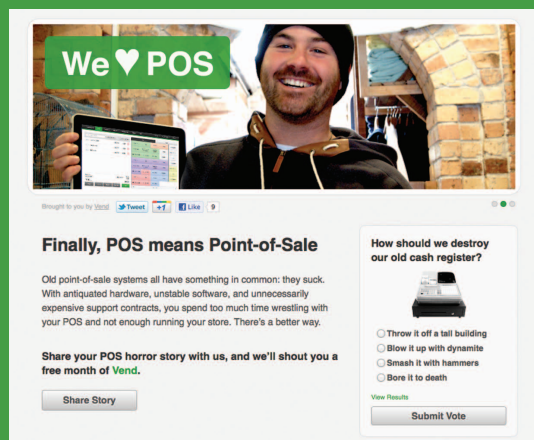 We ♥ POS
Brought to you by Vend
Tweet
+1
Like
9
Finally, POS means Point-of-Sale
Old point-of-sale systems all have something in common: they suck.
With antiquated hardware, unstable software, and unnecessarily
expensive support contracts, you spend too much time wrestling with
your POS and not enough running your store. There's a better way.
Share your POS horror story with us, and we'll shout you a
free month of Vend.
Share Story
How should we destroy
our old cash register?
Throw it off a tall building
Blow it up with dynamite
Smash it with hammers
Bore it to death
View Results
Submit Vote